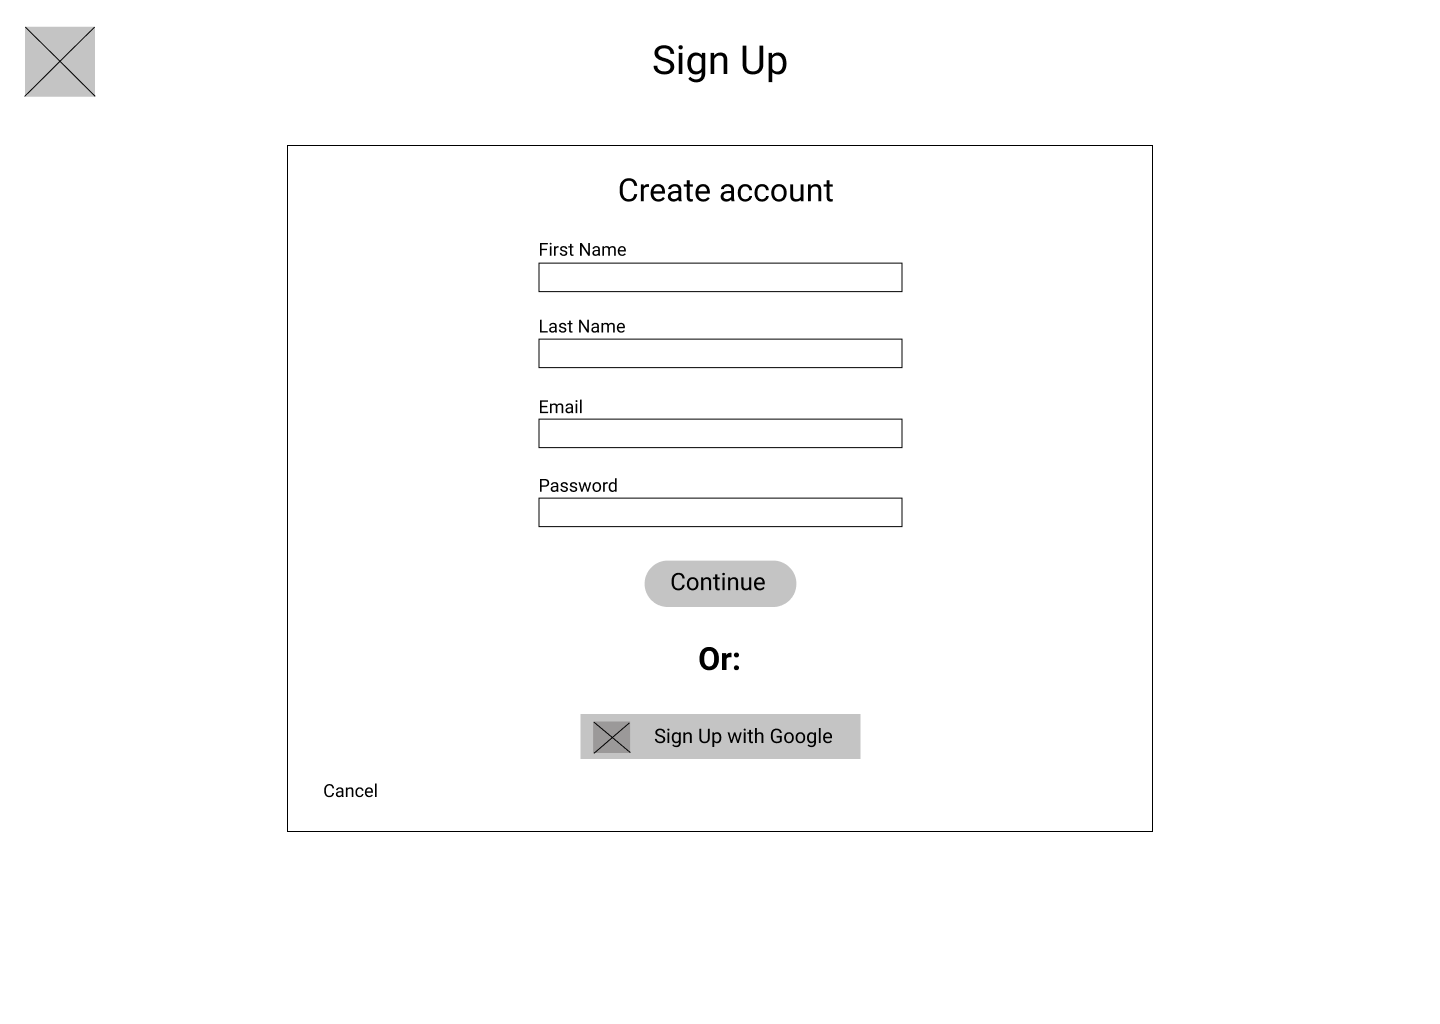 Sign Up
Create account
First Name
Last Name
Email
Password
Continue
Or:
Sign Up with Google
Cancel